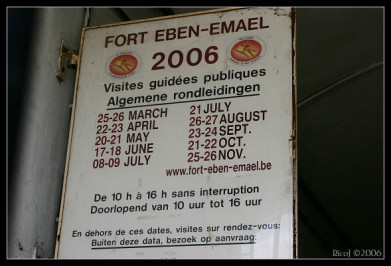 FORT EBEN-EMAEL
2006
Visites guidées publiques
Algemene rondleidingen
25-26 MARCH
22-23 APRIL
20-21 MAY
17-18 JUNE
08-09 JULY
21 JULY
26-27 AUGUST
23-24 SEPT.
21-22 OCT.
25-26 NOV.
www.fort-eben-emael.be
De 10 h à 16 h sans interruption
Doorlopend van 10 uur tot 16 uur
En dehors de ces dates, visites sur rendez-vous:
Buiten deze data, bezoek op aanvraag.
RicoJ ©2006